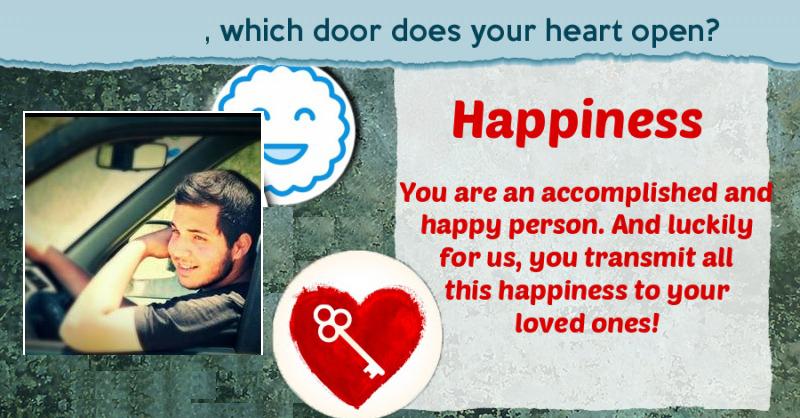 , which door does your heart open?
Happiness
You are an accomplished and
happy person. And luckily
for us, you transmit all
this happiness to your
loved ones!